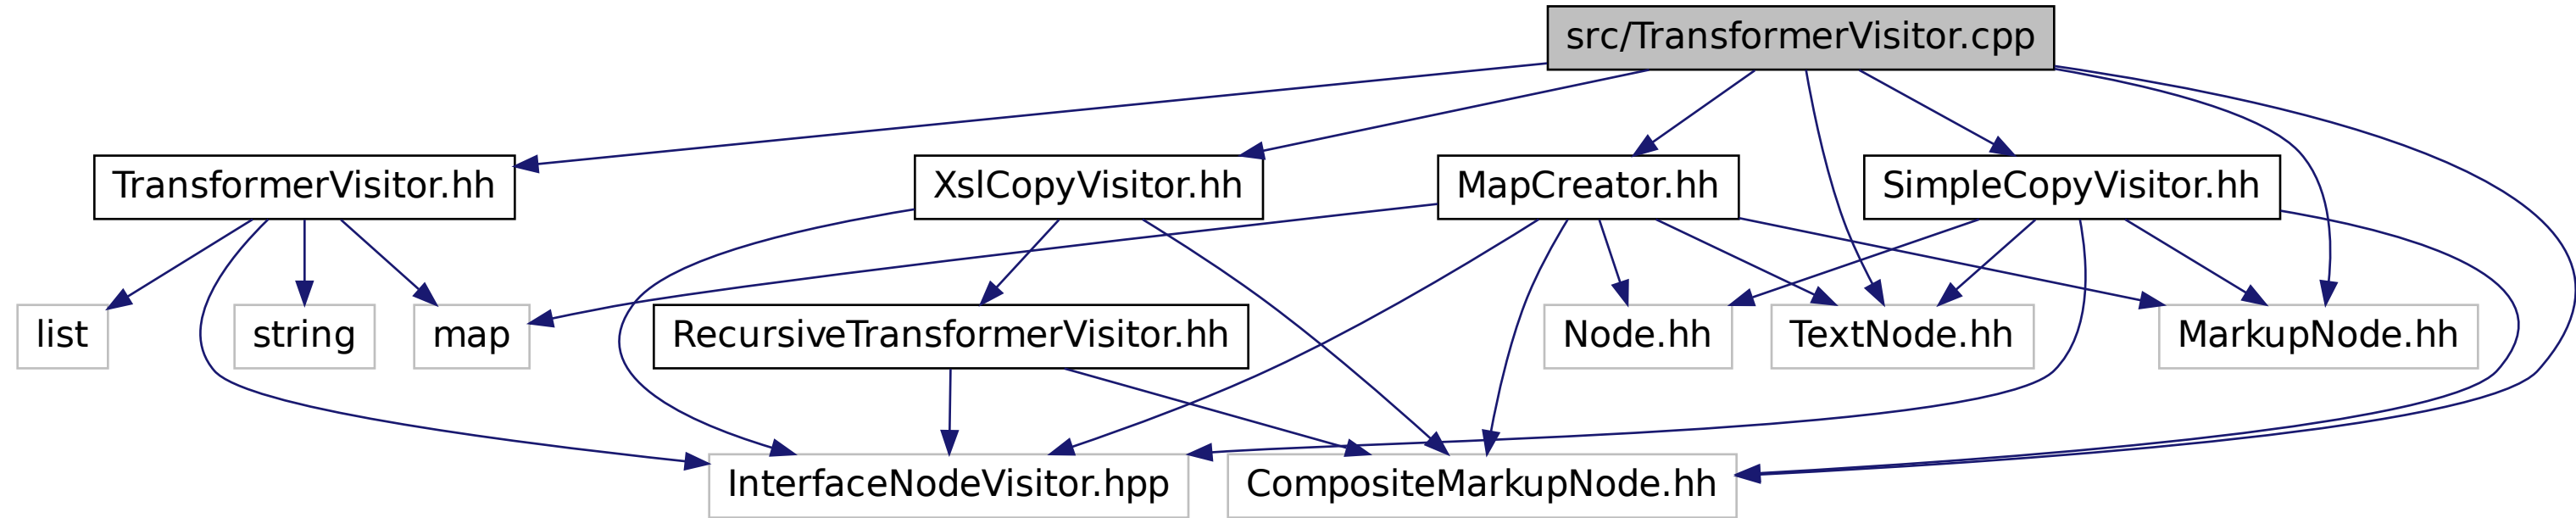 src/TransformerVisitor.cpp
TransformerVisitor.hh
XslCopyVisitor.hh
MapCreator.hh
SimpleCopyVisitor.hh
list
string
map
RecursiveTransformerVisitor.hh
Node.hh
TextNode.hh
MarkupNode.hh
InterfaceNodeVisitor.hpp
CompositeMarkupNode.hh